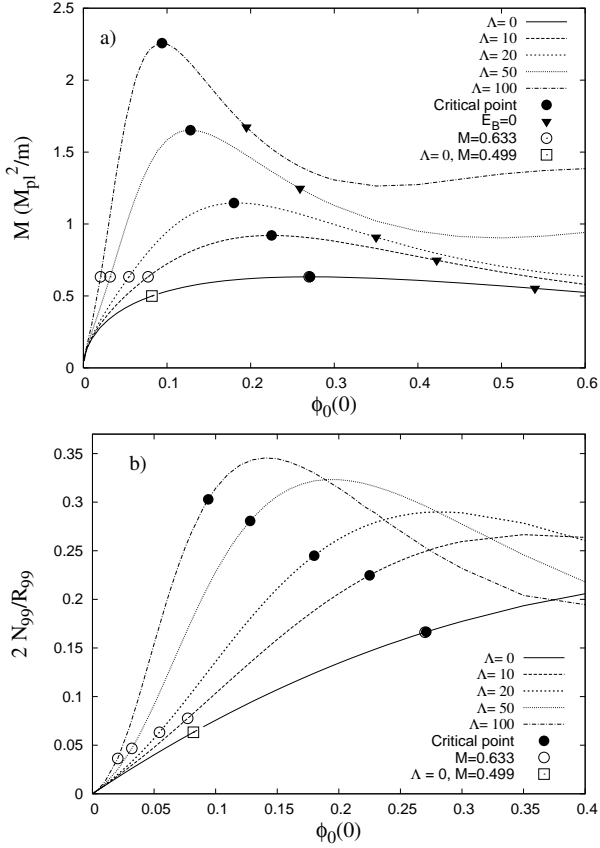 a)
Λ= 0
Λ= 10
Λ= 20
Λ= 50
Λ= 100
Critical point
E_B=0
M=0.633
Λ=0, M=0.499
M (M_pl^2/m)
2.5
2
1.5
1
0.5
0
0 0.1 0.2 0.3 0.4 0.5 0.6
ϕ_0(0)
b)
2 N_99/R_99
0.35
0.3
0.25
0.2
0.15
0.1
0.05
0
Λ= 0
Λ= 10
Λ= 20
Λ= 50
Λ= 100
Critical point
M=0.633
Λ = 0, M=0.499
0 0.05 0.1 0.15 0.2 0.25 0.3 0.35 0.4
ϕ_0(0)